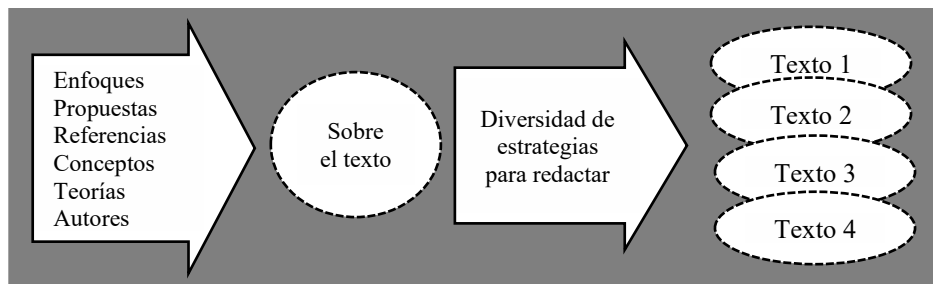 Enfoques
Propuestas
Referencias
Conceptos
Teorías
Autores
Sobre
el texto
Diversidad de
estrategias
para redactar
Texto 1
Texto 2
Texto 3
Texto 4